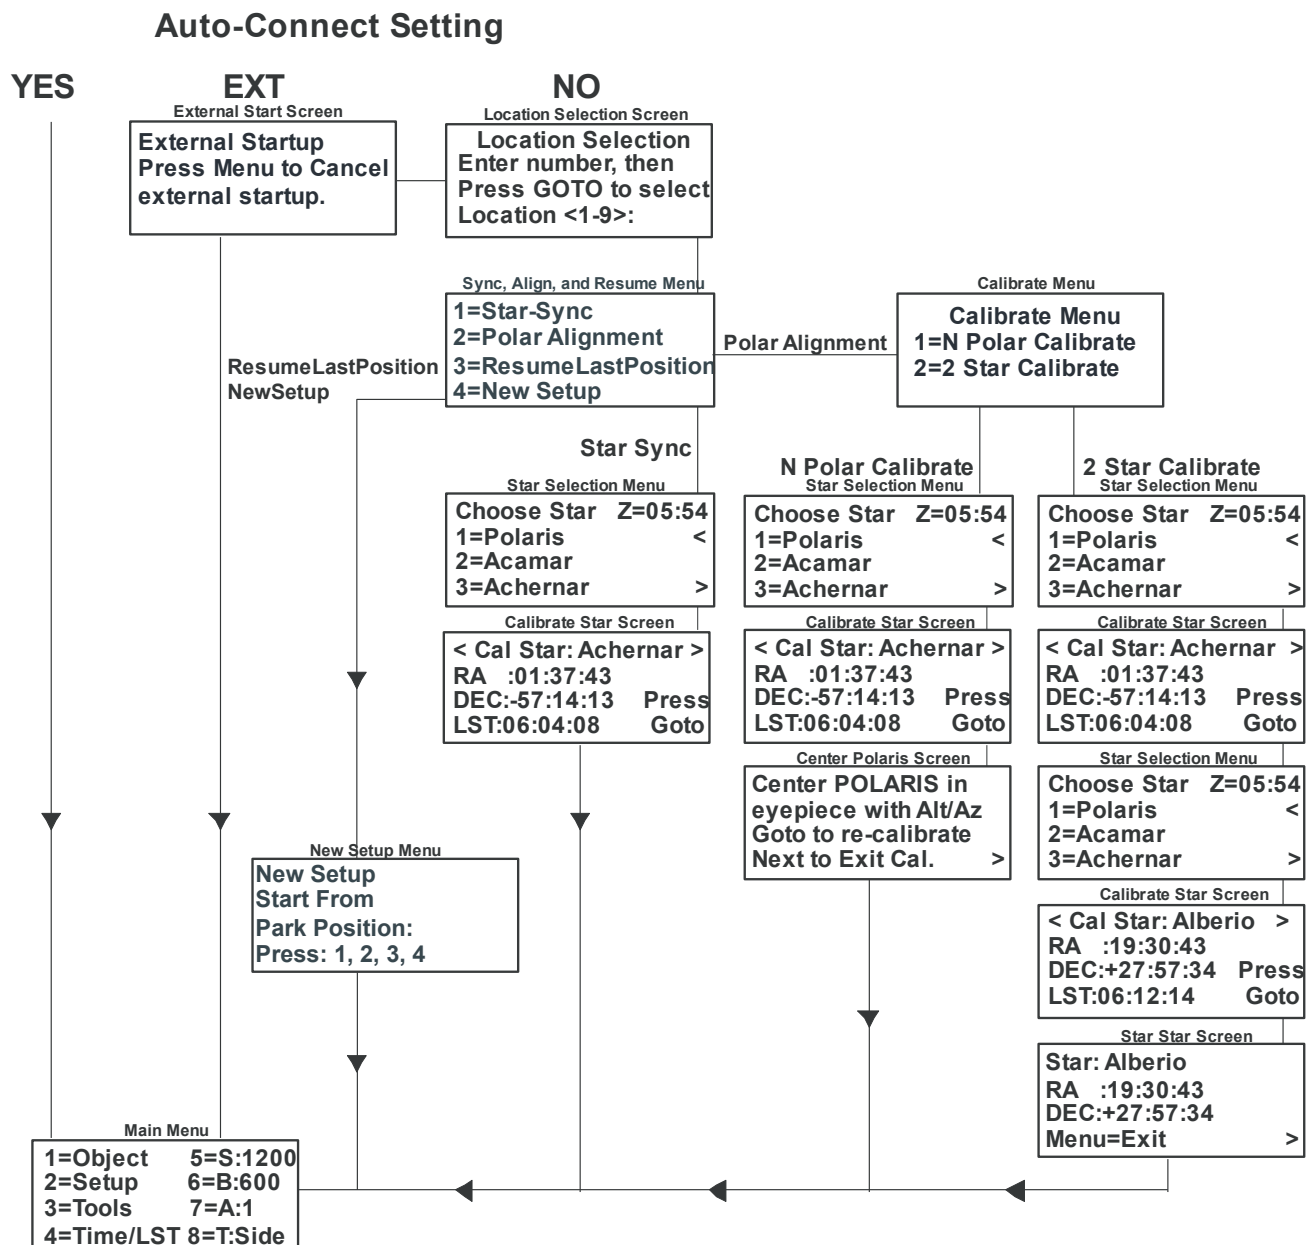 Auto-Connect Setting
YES
EXT
NO
External Start Screen
External Startup
Press Menu to Cancel
external startup.
Location Selection Screen
Location Selection
Enter number, then
Press GOTO to select
Location <1-9>:
Sync, Align, and Resume Menu
1=Star-Sync
2=Polar Alignment
3=ResumeLastPosition
4=New Setup
Polar Alignment
Calibrate Menu
Calibrate Menu
1=N Polar Calibrate
2=2 Star Calibrate
ResumeLastPosition
NewSetup
Star Sync
Star Selection Menu
Choose Star Z=05:54
1=Polaris <
2=Acamar
3=Achernar >
Calibrate Star Screen
< Cal Star: Achernar >
RA :01:37:43
DEC:-57:14:13 Press
LST:06:04:08 Goto
N Polar Calibrate
Star Selection Menu
Choose Star Z=05:54
1=Polaris <
2=Acamar
3=Achernar >
Calibrate Star Screen
< Cal Star: Achernar >
RA :01:37:43
DEC:-57:14:13 Press
LST:06:04:08 Goto
Center Polaris Screen
Center POLARIS in
eyepiece with Alt/Az
Goto to re-calibrate
Next to Exit Cal. >
2 Star Calibrate
Star Selection Menu
Choose Star Z=05:54
1=Polaris <
2=Acamar
3=Achernar >
Calibrate Star Screen
< Cal Star: Achernar >
RA :01:37:43
DEC:-57:14:13 Press
LST:06:04:08 Goto
Star Selection Menu
Choose Star Z=05:54
1=Polaris <
2=Acamar
3=Achernar >
Calibrate Star Screen
< Cal Star: Alberio >
RA :19:30:43
DEC:+27:57:34 Press
LST:06:12:14 Goto
Star Star Screen
Star: Alberio
RA :19:30:43
DEC:+27:57:34
Menu=Exit >
New Setup Menu
New Setup
Start From
Park Position:
Press: 1, 2, 3, 4
Main Menu
1=Object 5=S:1200
2=Setup 6=B:600
3=Tools 7=A:1
4=Time/LST 8=T:Side